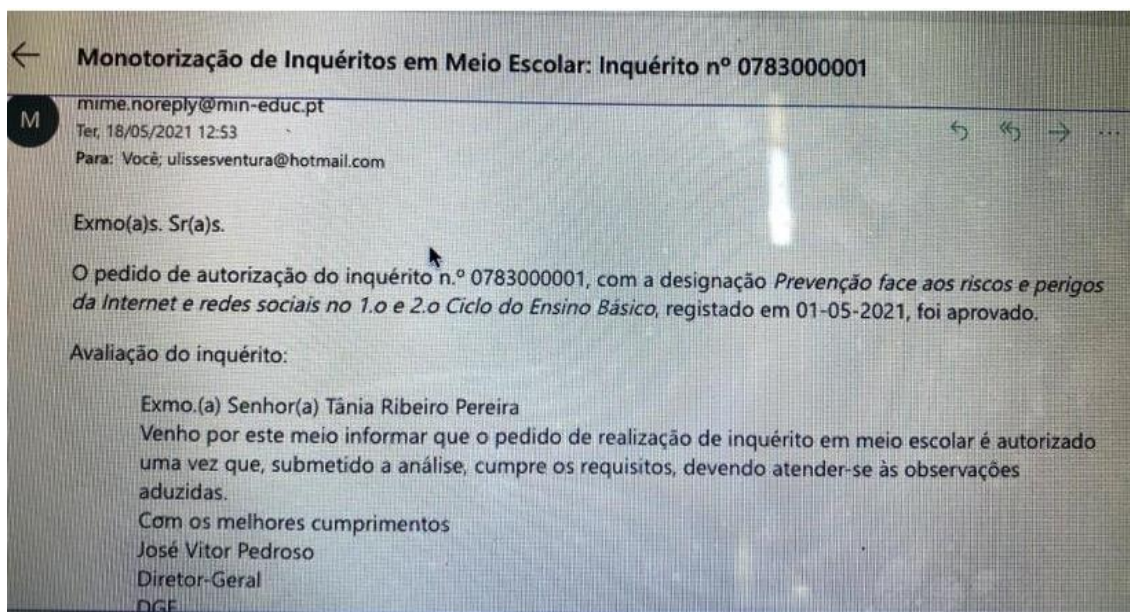 Monotorização de Inquéritos em Meio Escolar: Inquérito nº 0783000001
M
mime.noreply@min-educ.pt
Ter, 18/05/2021 12:53
Para: Você; ulissesventura@hotmail.com
Exmo(a)s. Sr(a)s.
O pedido de autorização do inquérito n.º 0783000001, com a designação Prevenção face aos riscos e perigos
da Internet e redes sociais no 1.o e 2.o Ciclo do Ensino Básico, registado em 01-05-2021, foi aprovado.
Avaliação do inquérito:
Exmo.(a) Senhor(a) Tânia Ribeiro Pereira
Venho por este meio informar que o pedido de realização de inquérito em meio escolar é autorizado
uma vez que, submetido a análise, cumpre os requisitos, devendo atender-se às observações
aduzidas.
Com os melhores cumprimentos
José Vitor Pedroso
Diretor-Geral
DGE